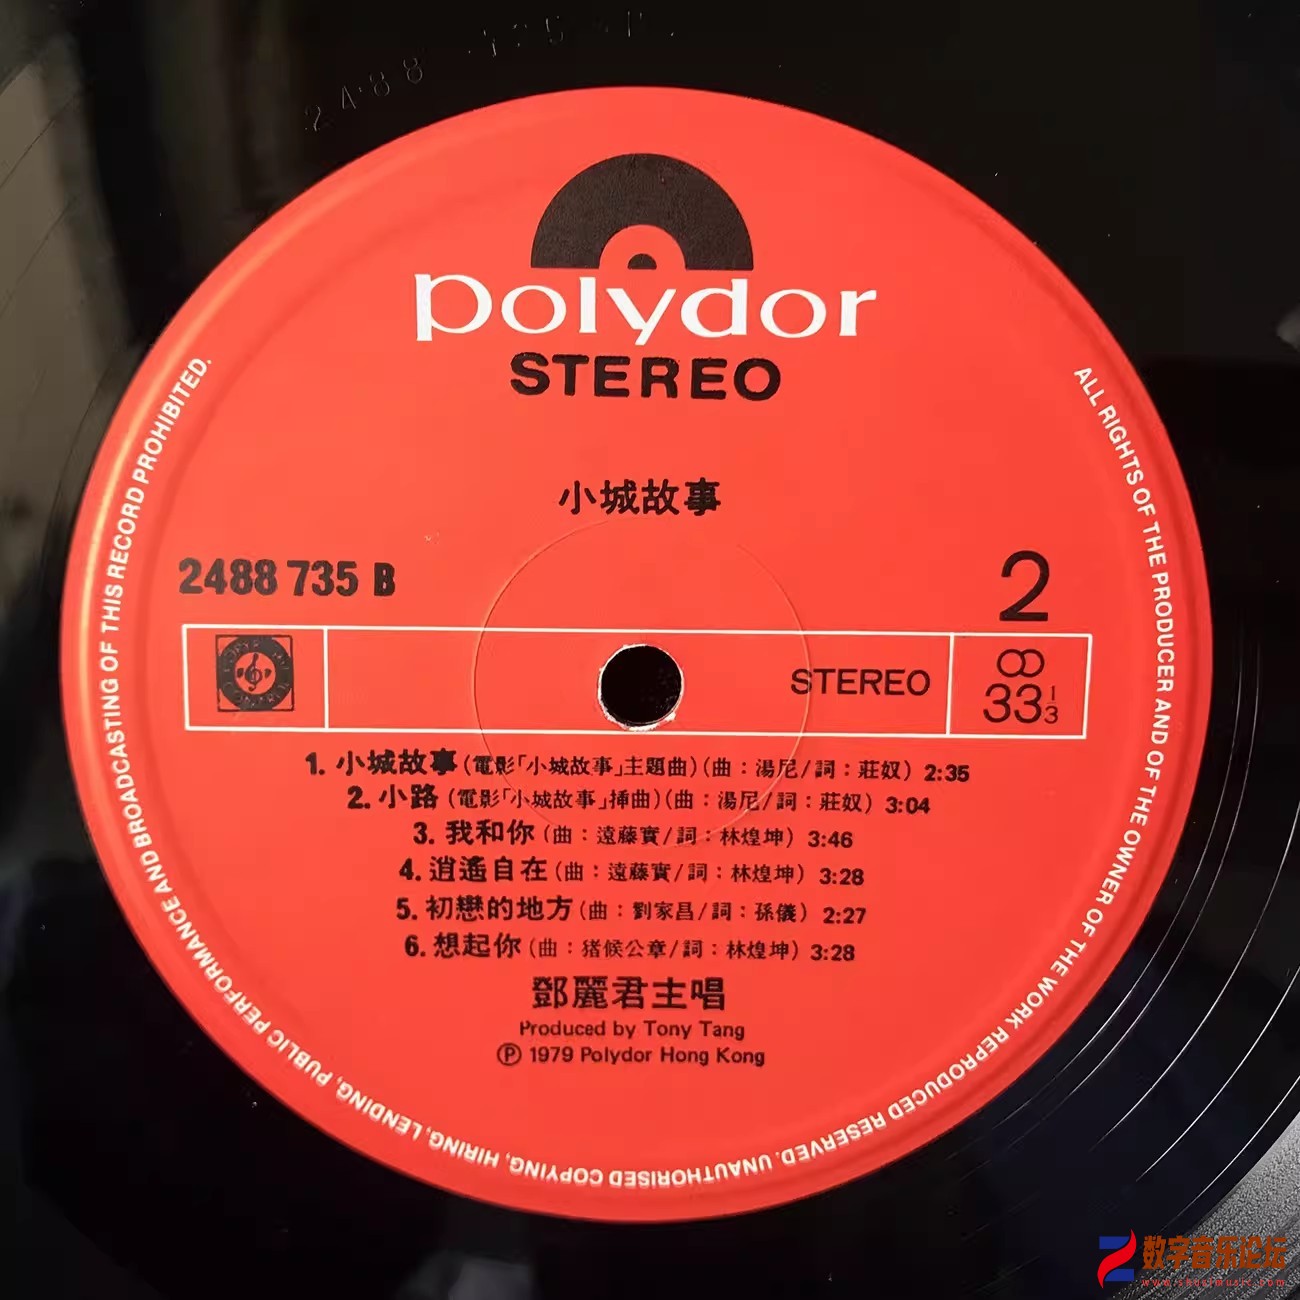 polydor
STEREO
小城故事
2488 735 B
2
STEREO
33 1/3
1. 小城故事(電影「小城故事」主題曲)(曲：湯尼/詞：莊奴) 2:35
2. 小路(電影「小城故事」揷曲)(曲：湯尼/詞：莊奴) 3:04
3. 我和你(曲：遠藤實/詞：林煌坤) 3:46
4. 逍遙自在(曲：遠藤實/詞：林煌坤) 3:28
5. 初戀的地方(曲：劉家昌/詞：孫儀) 2:27
6. 想起你(曲：猪候公章/詞：林煌坤) 3:28
鄧麗君主唱
Produced by Tony Tang
Ⓟ 1979 Polydor Hong Kong
ALL RIGHTS OF THE PRODUCER AND OF THE OWNER OF THE WORK REPRODUCED RESERVED. UNAUTHORISED COPYING, HIRING, LENDING, PUBLIC PERFORMANCE AND BROADCASTING OF THIS RECORD PROHIBITED.
数字音乐论坛